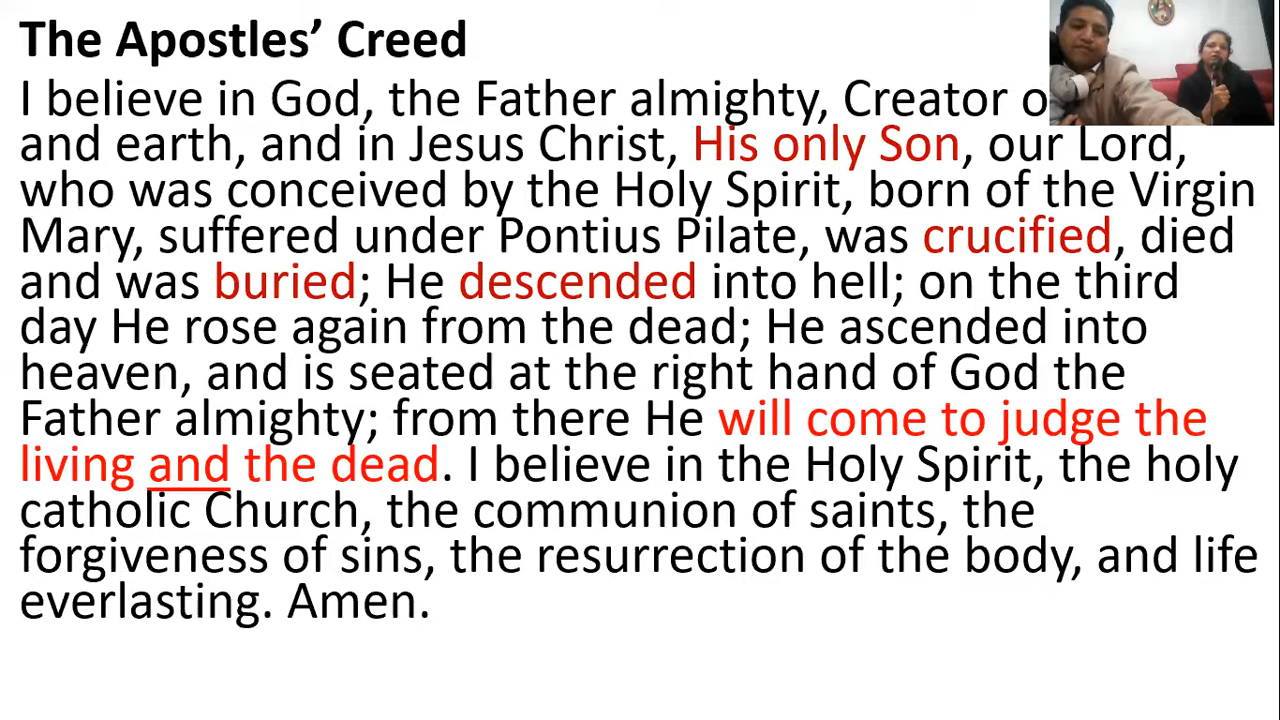 The Apostles’ Creed
I believe in God, the Father almighty, Creator
and earth, and in Jesus Christ, His only Son, our Lord,
who was conceived by the Holy Spirit, born of the Virgin
Mary, suffered under Pontius Pilate, was crucified, died
and was buried; He descended into hell; on the third
day He rose again from the dead; He ascended into
heaven, and is seated at the right hand of God the
Father almighty; from there He will come to judge the
living and the dead. I believe in the Holy Spirit, the holy
catholic Church, the communion of saints, the
forgiveness of sins, the resurrection of the body, and life
everlasting. Amen.